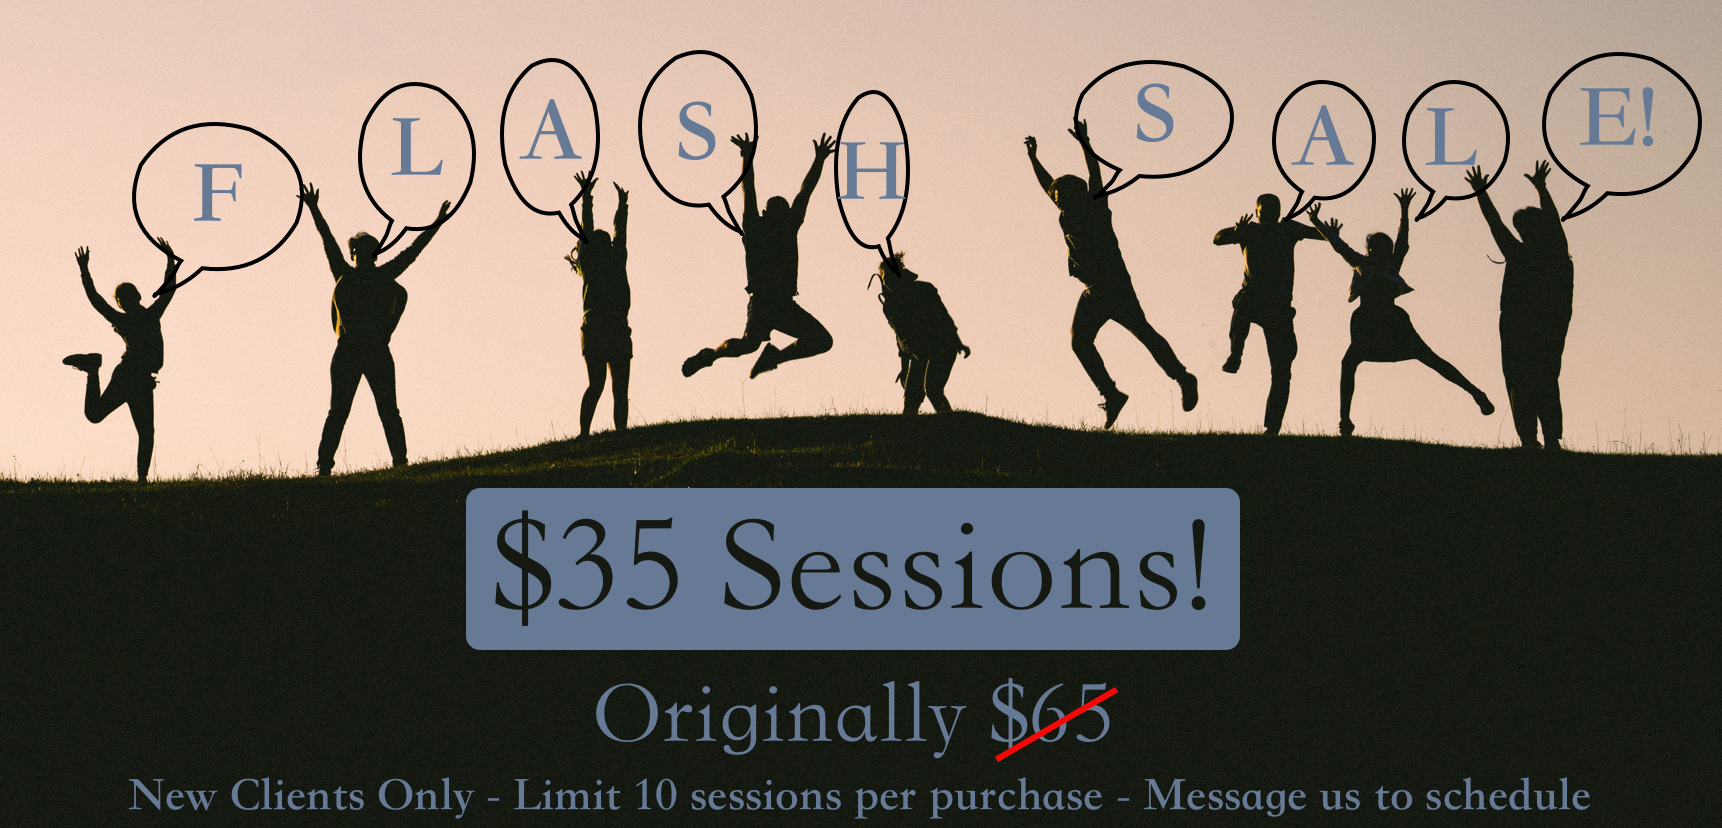 FLASH SALE!
$35 Sessions!
Originally $65
New Clients Only - Limit 10 sessions per purchase - Message us to schedule